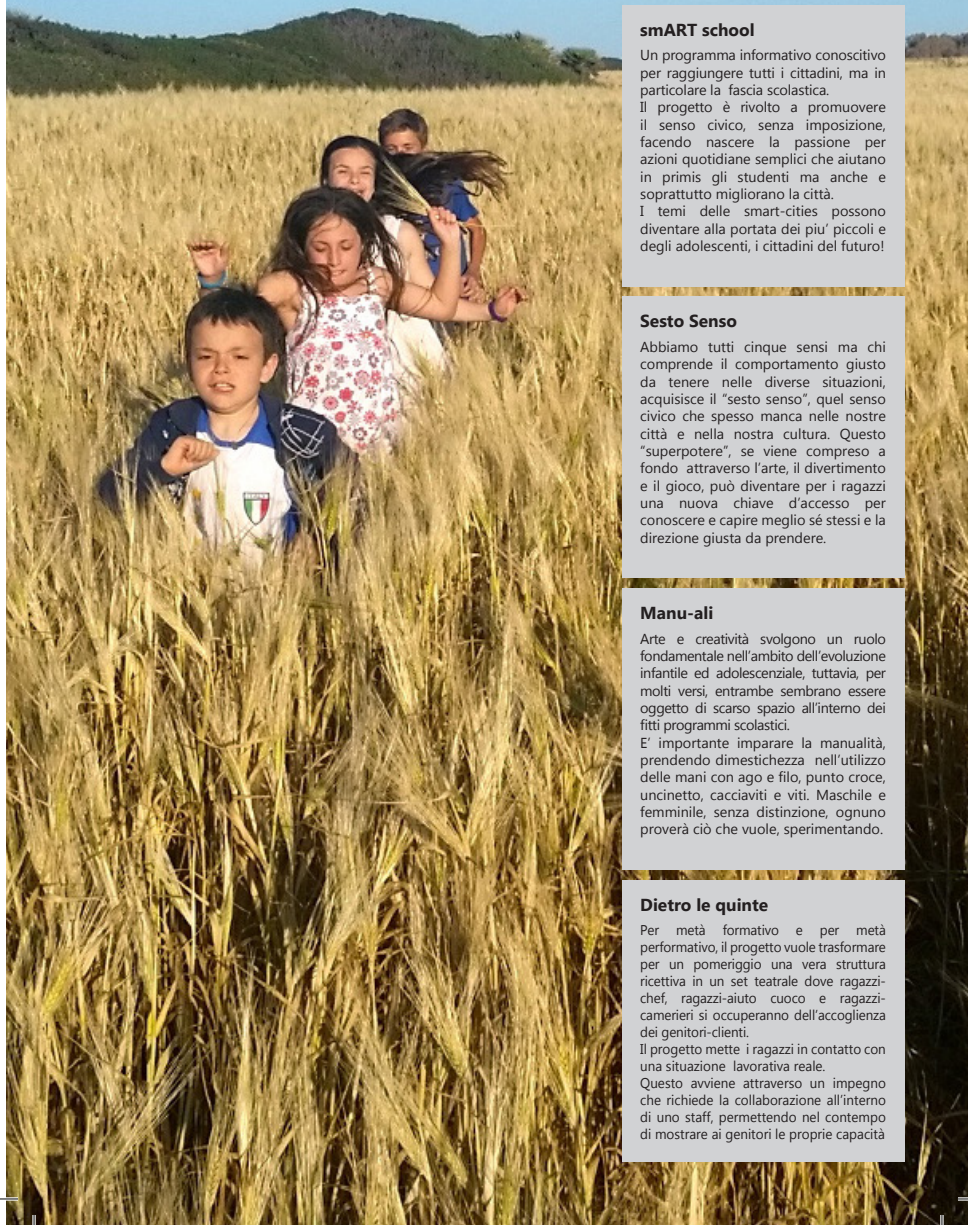 smART school
Un programma informativo conoscitivo
per raggiungere tutti i cittadini, ma in
particolare la fascia scolastica.
Il progetto è rivolto a promuovere
il senso civico, senza imposizione,
facendo nascere la passione per
azioni quotidiane semplici che aiutano
in primis gli studenti ma anche e
soprattutto migliorano la città.
I temi delle smart-cities possono
diventare alla portata dei piu' piccoli e
degli adolescenti, i cittadini del futuro!
Sesto Senso
Abbiamo tutti cinque sensi ma chi
comprende il comportamento giusto
da tenere nelle diverse situazioni,
acquisisce il "sesto senso", quel senso
civico che spesso manca nelle nostre
città e nella nostra cultura. Questo
"superpotere", se viene compreso a
fondo attraverso l'arte, il divertimento
e il gioco, può diventare per i ragazzi
una nuova chiave d'accesso per
conoscere e capire meglio sé stessi e la
direzione giusta da prendere.
Manu-ali
Arte e creatività svolgono un ruolo
fondamentale nell'ambito dell'evoluzione
infantile ed adolescenziale, tuttavia, per
molti versi, entrambe sembrano essere
oggetto di scarso spazio all'interno dei
fitti programmi scolastici.
E' importante imparare la manualità,
prendendo dimestichezza nell'utilizzo
delle mani con ago e filo, punto croce,
uncinetto, cacciaviti e viti. Maschile e
femminile, senza distinzione, ognuno
proverà ciò che vuole, sperimentando.
Dietro le quinte
Per metà formativo e per metà
performativo, il progetto vuole trasformare
per un pomeriggio una vera struttura
ricettiva in un set teatrale dove ragazzi-
chef, ragazzi-aiuto cuoco e ragazzi-
camerieri si occuperanno dell'accoglienza
dei genitori-clienti.
Il progetto mette i ragazzi in contatto con
una situazione lavorativa reale.
Questo avviene attraverso un impegno
che richiede la collaborazione all'interno
di uno staff, permettendo nel contempo
di mostrare ai genitori le proprie capacità
ITALIA